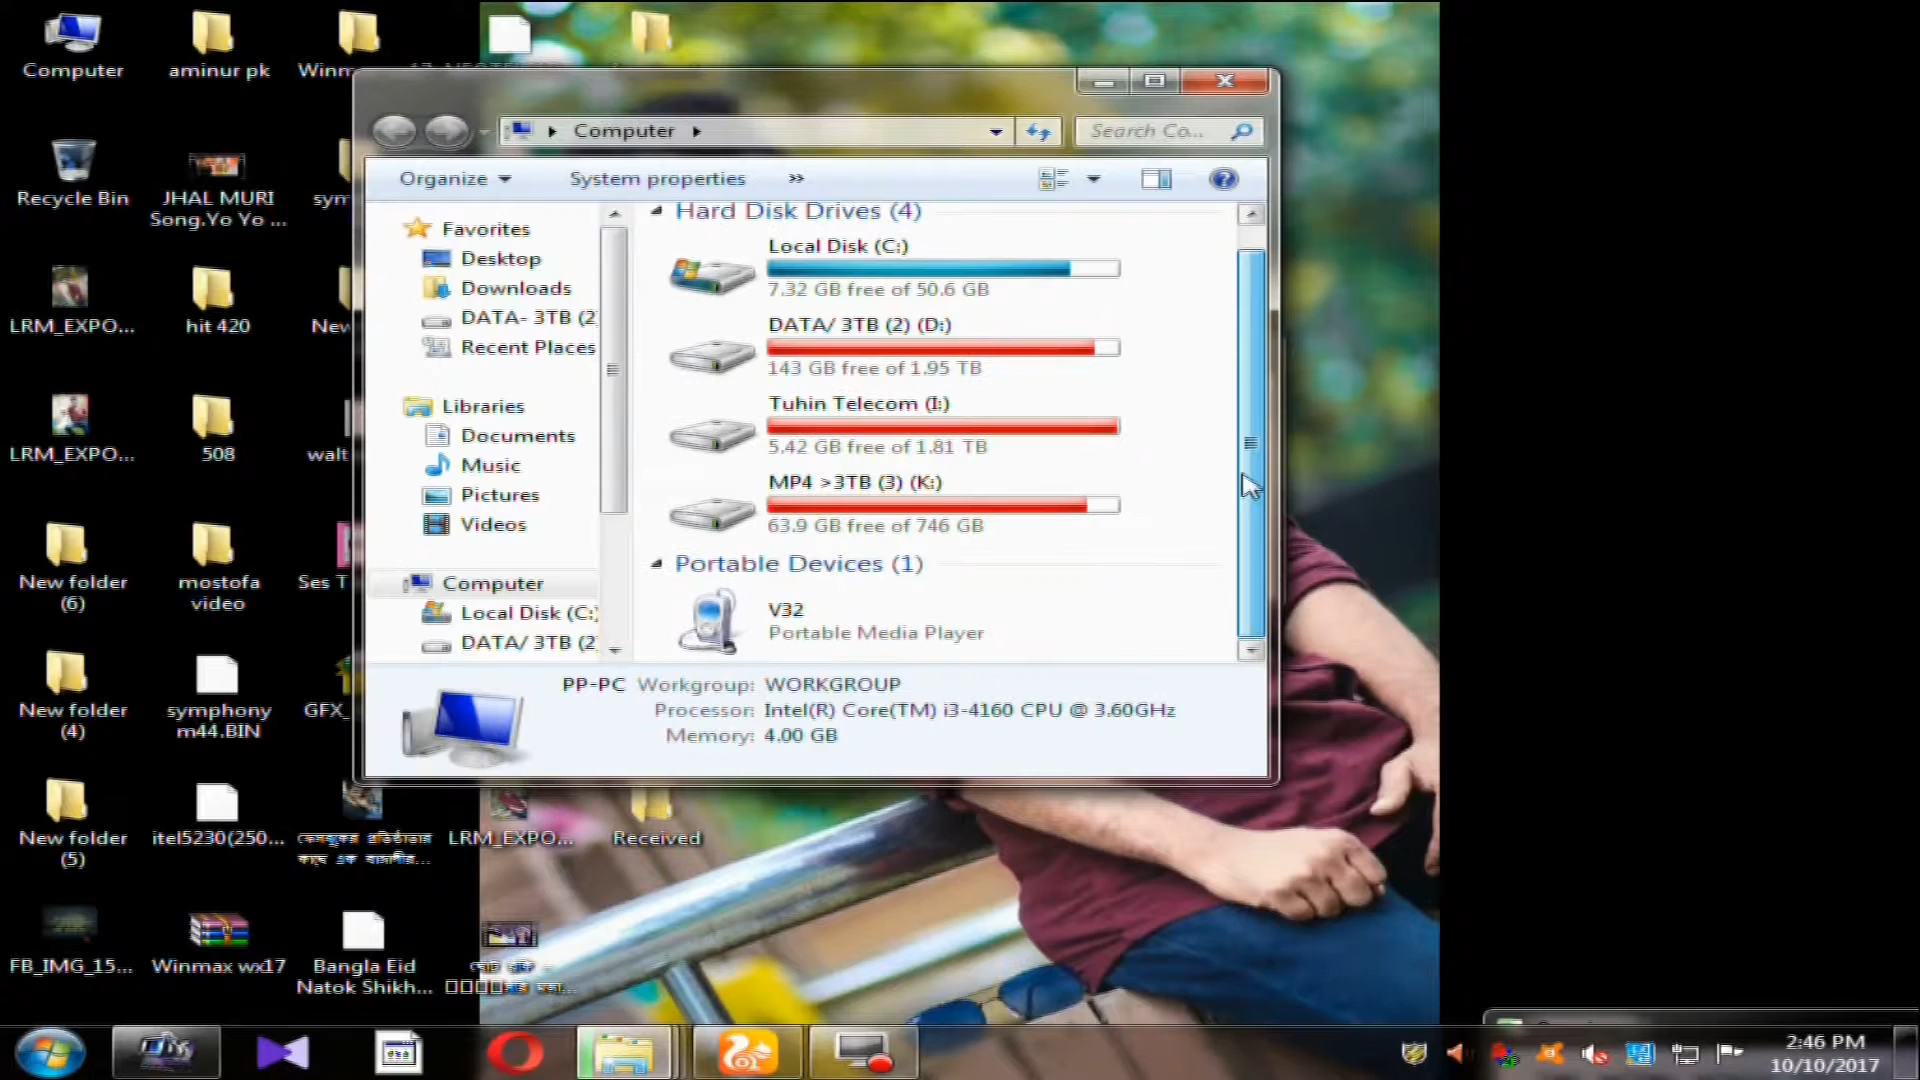 Computer
aminur pk
Recycle Bin
JHAL MURI
Song.Yo Yo ...
LRM_EXPO...
hit 420
New
LRM_EXPO...
508
walt
New folder
(6)
mostofa
video
Ses T
New folder
(4)
symphony
m44.BIN
GFX_
New folder
(5)
itel5230(250...
LRM_EXPO...
Received
FB_IMG_15...
Winmax wx17
Bangla Eid
Natok Shikh...
Computer
Search Co...
Organize
System properties
»
Favorites
Desktop
Downloads
DATA- 3TB (2
Recent Places
Libraries
Documents
Music
Pictures
Videos
Computer
Local Disk (C:)
DATA/ 3TB (2
Hard Disk Drives (4)
Local Disk (C:)
7.32 GB free of 50.6 GB
DATA/ 3TB (2) (D:)
143 GB free of 1.95 TB
Tuhin Telecom (I:)
5.42 GB free of 1.81 TB
MP4 >3TB (3) (K:)
63.9 GB free of 746 GB
Portable Devices (1)
V32
Portable Media Player
PP-PC Workgroup: WORKGROUP
Processor: Intel(R) Core(TM) i3-4160 CPU @ 3.60GHz
Memory: 4.00 GB
2:46 PM
10/10/2017